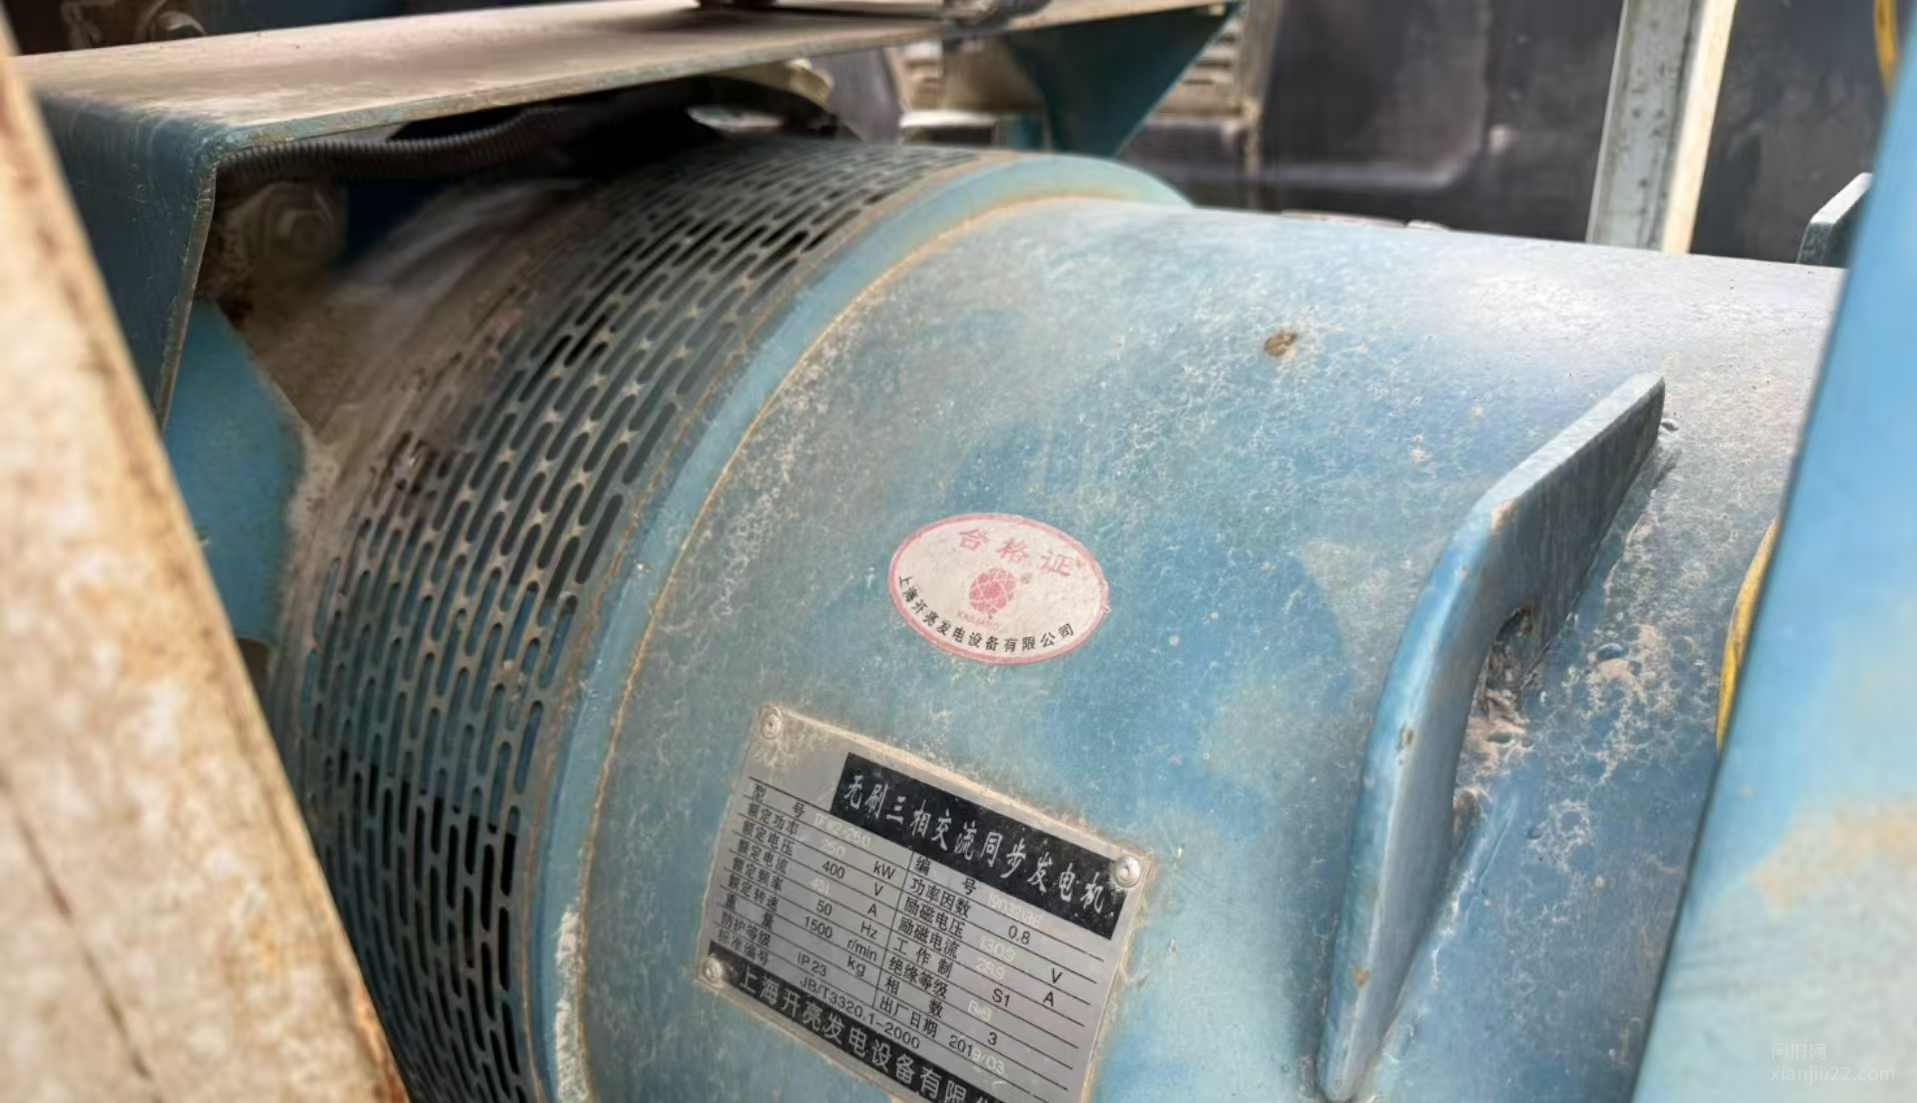 合格证
KAILIANG
上海开亮发电设备有限公司
无刷三相交流同步发电机
型 号
编 号
额定功率 250 kW
功率因数 0.8
额定电压 400 V
励磁电压 V
额定电流 A
励磁电流 A
额定频率 50 Hz
工作制 S1
额定转速 1500 r/min
绝缘等级
重 量 kg
相 数 3
防护等级 IP23
出厂日期 2019/03
标准编号 JB/T3320.1-2000
上海开亮发电设备有限
闲旧网
xianjiu22.com